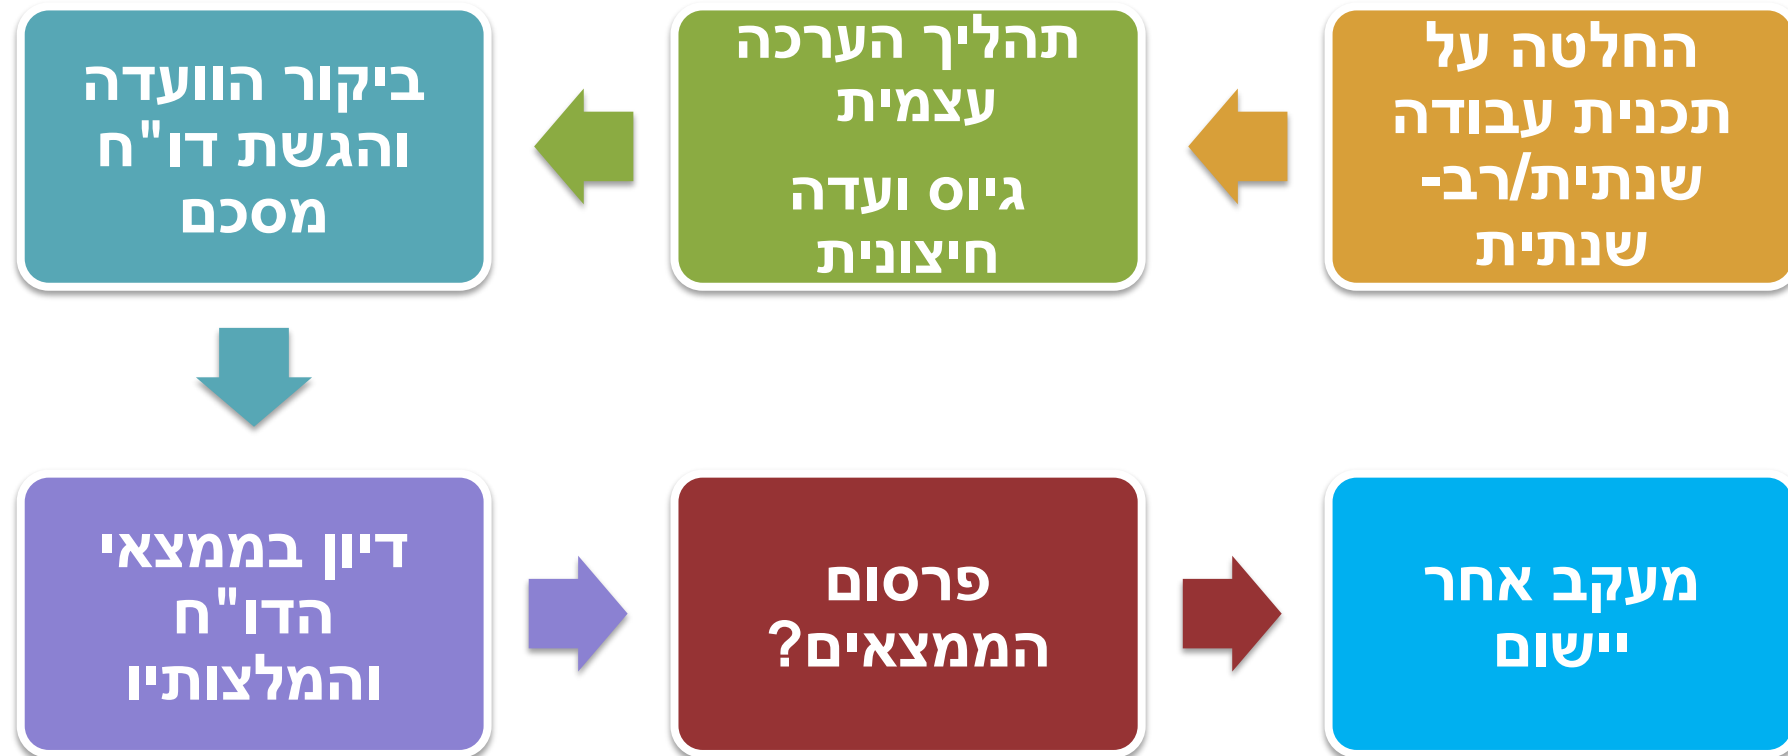 החלטה על
תכנית עבודה
שנתית/רב-
שנתית
תהליך הערכה
עצמית
גיוס ועדה
חיצונית
ביקור הוועדה
והגשת דו"ח
מסכם
דיון בממצאי
הדו"ח
והמלצותיו
פרסום
הממצאים?
מעקב אחר
יישום